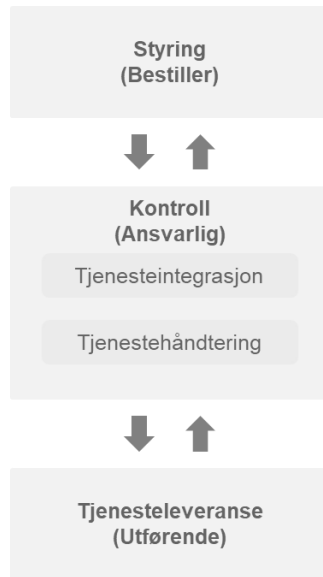 Styring
(Bestiller)
Kontroll
(Ansvarlig)
Tjenesteintegrasjon
Tjenestehåndtering
Tjenesteleveranse
(Utførende)